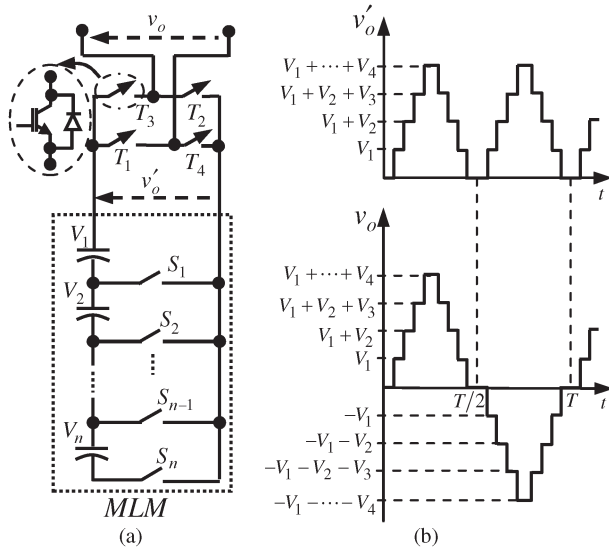 v_o
T_3
T_2
T_1
T_4
v'_o
V_1
S_1
V_2
S_2
S_{n-1}
V_n
S_n
MLM
(a)
v'_o
V_1 + ··· + V_4
V_1 + V_2 + V_3
V_1 + V_2
V_1
t
v_o
V_1 + ··· + V_4
V_1 + V_2 + V_3
V_1 + V_2
V_1
T/2
T
t
−V_1
−V_1 − V_2
−V_1 − V_2 − V_3
−V_1 − ··· − V_4
(b)